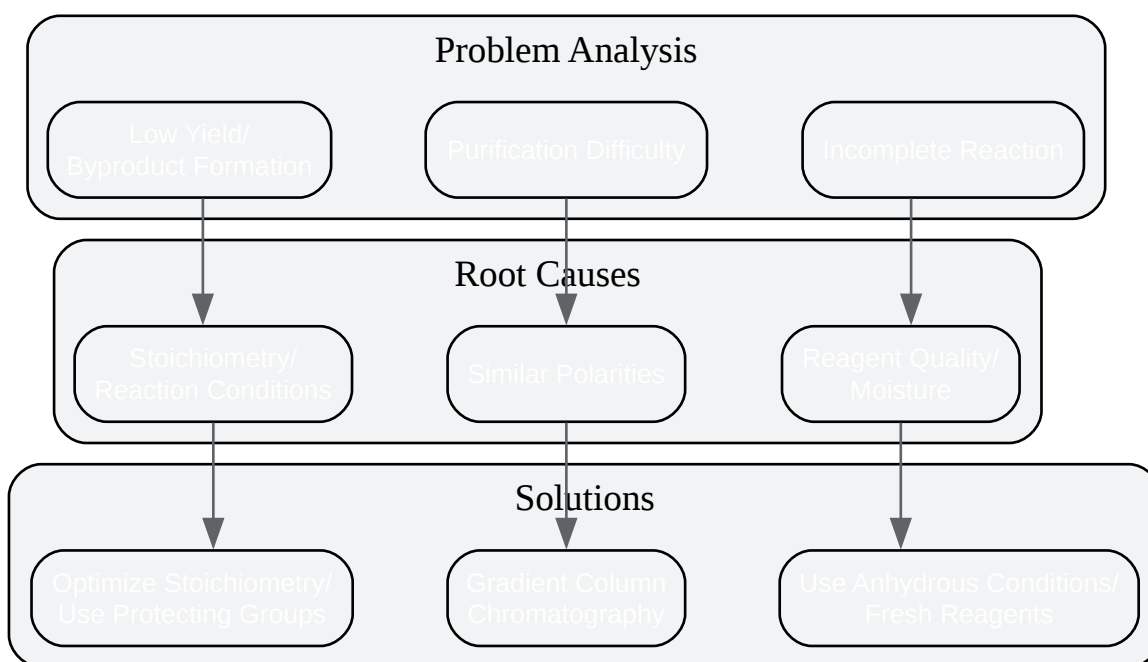 Problem Analysis
Low Yield/
Byproduct Formation
Purification Difficulty
Incomplete Reaction
Root Causes
Stoichiometry/
Reaction Conditions
Similar Polarities
Reagent Quality/
Moisture
Solutions
Optimize Stoichiometry/
Use Protecting Groups
Gradient Column
Chromatography
Use Anhydrous Conditions/
Fresh Reagents